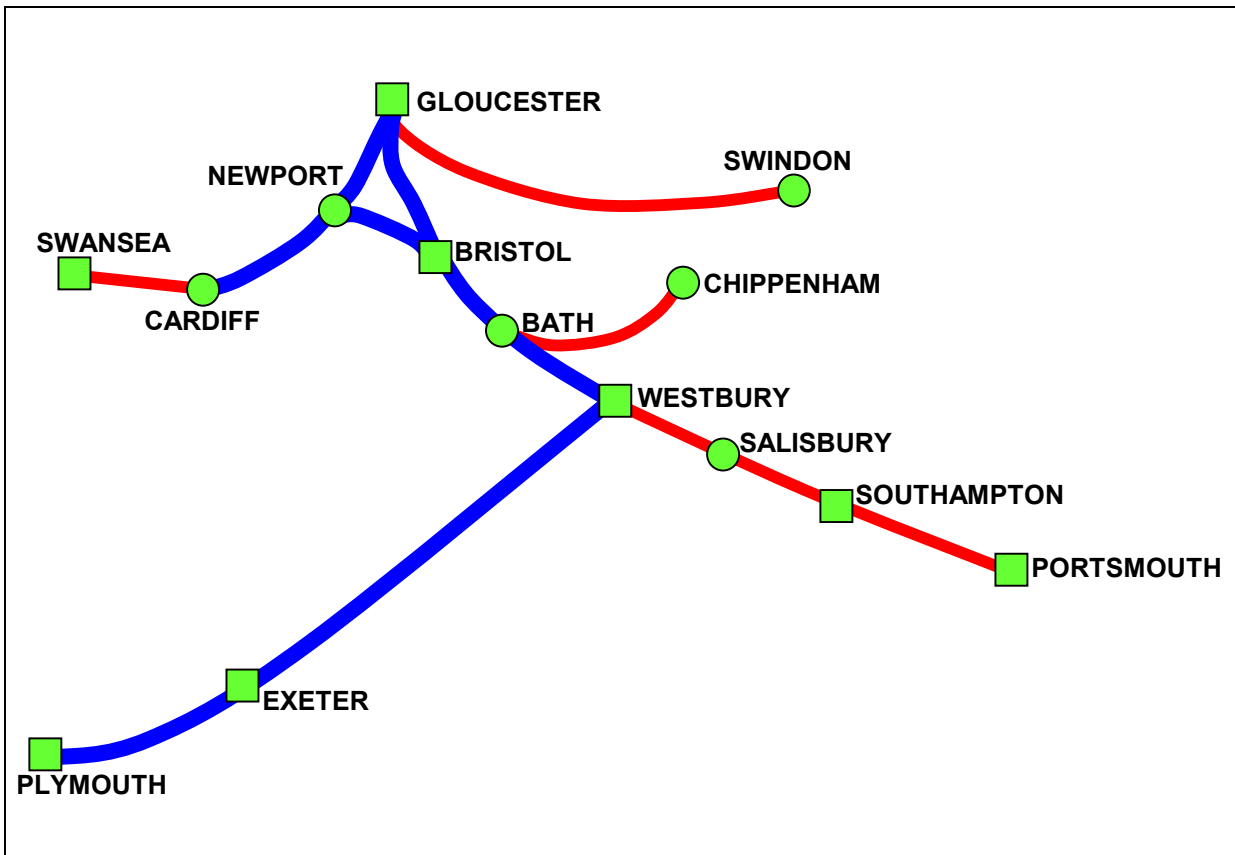 GLOUCESTER
SWINDON
NEWPORT
SWANSEA
BRISTOL
CHIPPENHAM
CARDIFF
BATH
WESTBURY
SALISBURY
SOUTHAMPTON
PORTSMOUTH
EXETER
PLYMOUTH